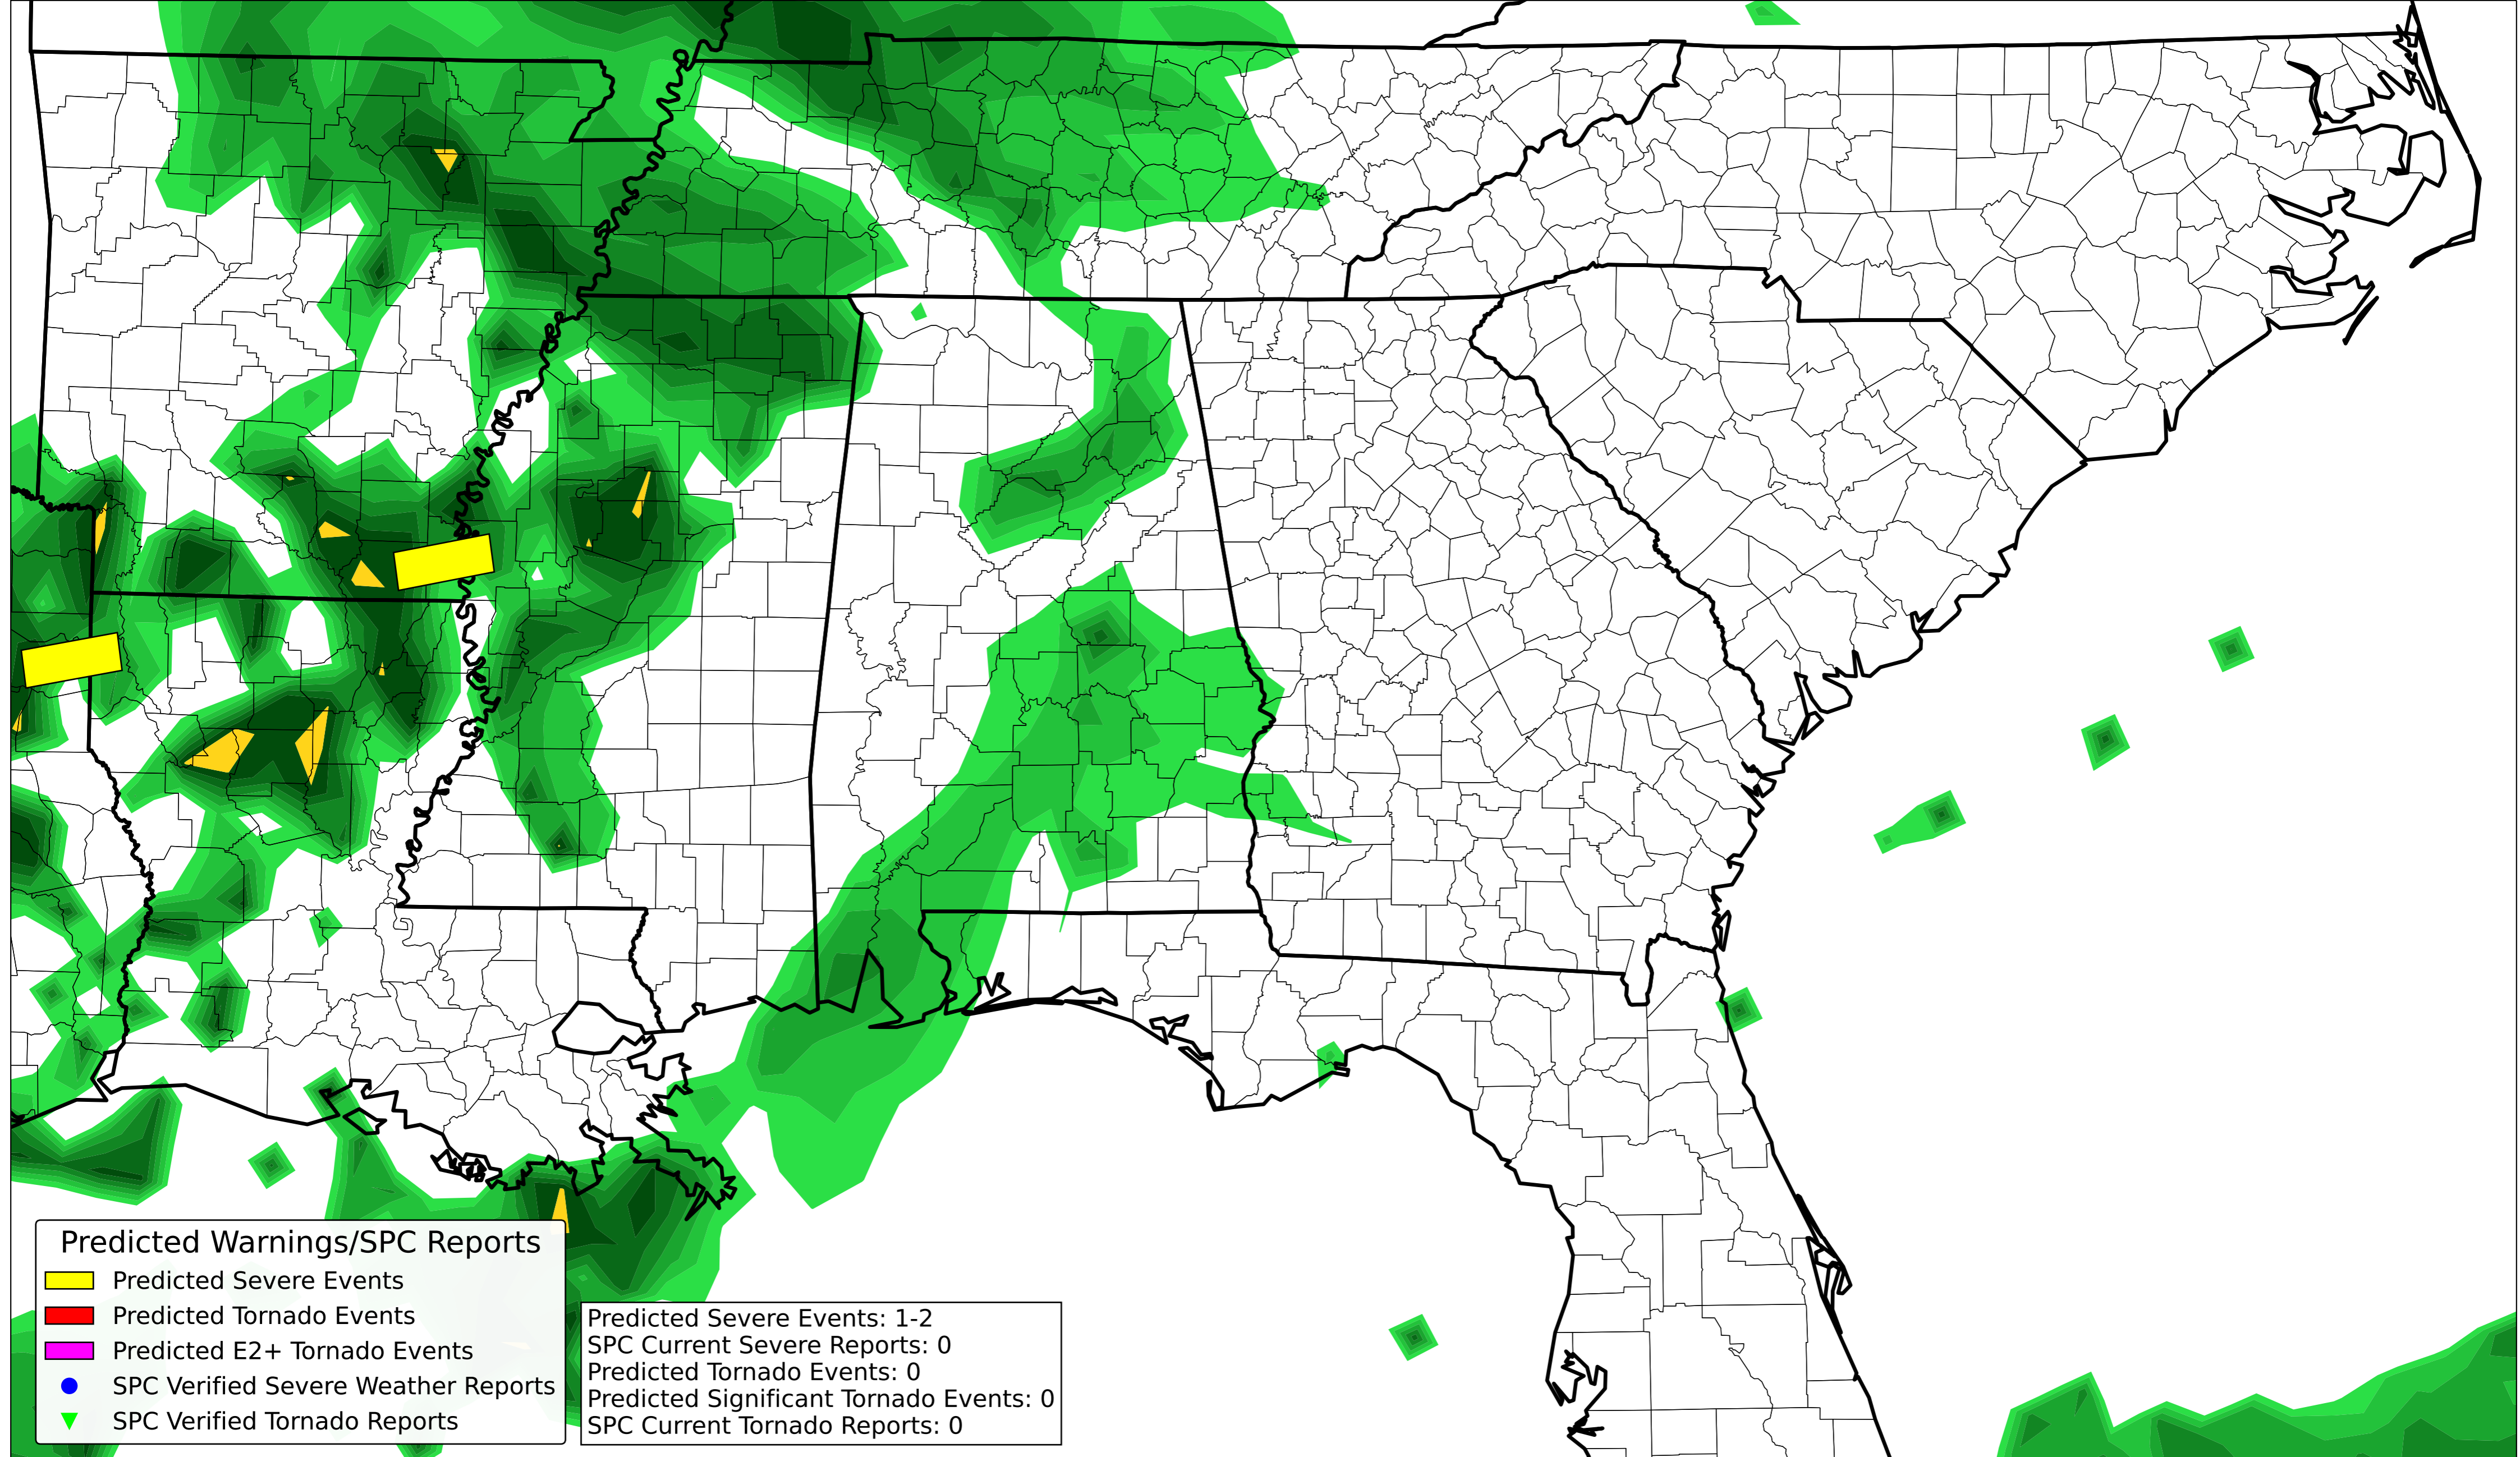 Predicted Warnings/SPC Reports
Predicted Severe Events
Predicted Tornado Events
Predicted E2+ Tornado Events
SPC Verified Severe Weather Reports
SPC Verified Tornado Reports
Predicted Severe Events: 1-2
SPC Current Severe Reports: 0
Predicted Tornado Events: 0
Predicted Significant Tornado Events: 0
SPC Current Tornado Reports: 0